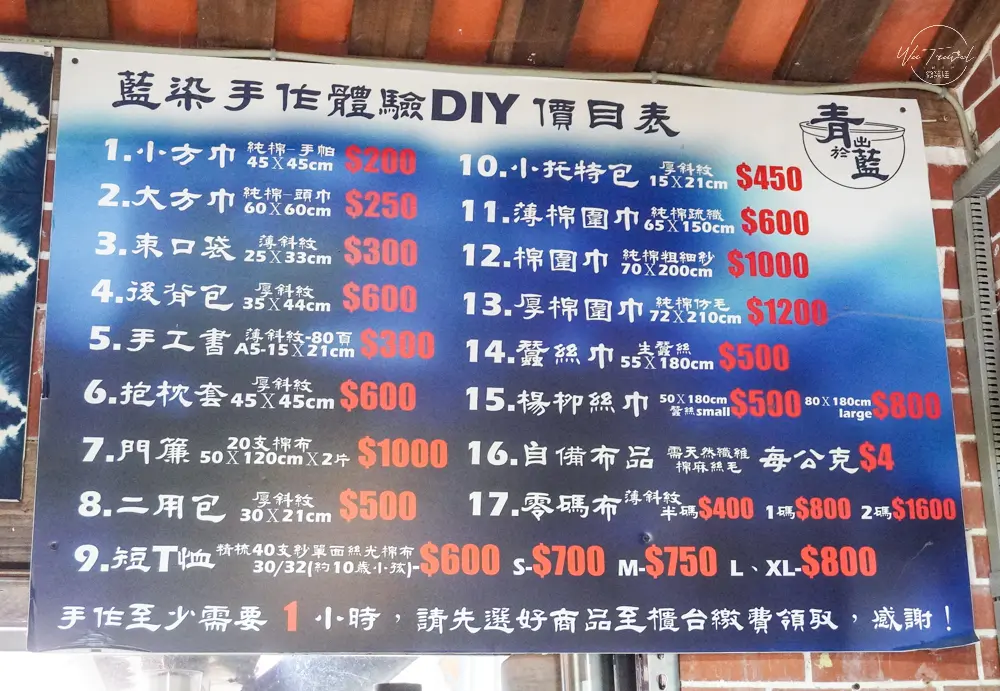 藍染手作體驗DIY 價目表
青出於藍
1.小方巾 純棉-手帕 45X45cm $200
2.大方巾 純棉-頭巾 60X60cm $250
3.束口袋 薄斜紋 25X33cm $300
4.後背包 厚斜紋 35X44cm $600
5.手工書 薄斜紋-80頁 A5-15X21cm $300
6.抱枕套 厚斜紋 45X45cm $600
7.門簾 20支棉布 50X120cmX2片 $1000
8.二用包 厚斜紋 30X21cm $500
9.短T恤 精梳40支紗單面絲光棉布 30/32(約10歲小孩)-$600 S-$700 M-$750 L、XL-$800
10.小托特包 厚斜紋 15X21cm $450
11.薄棉圍巾 純棉疏織 65X150cm $600
12.棉圍巾 純棉粗細紗 70X200cm $1000
13.厚棉圍巾 純棉仿毛 72X210cm $1200
14.蠶絲巾 生蠶絲 55X180cm $500
15.楊柳絲巾 50X180cm 蠶絲small $500 80X180cm large $800
16.自備布品 需天然纖維 棉麻絲毛 每公克$4
17.零碼布 薄斜紋 半碼$400 1碼$800 2碼$1600
手作至少需要 1 小時，請先選好商品至櫃台繳費領取，感謝！